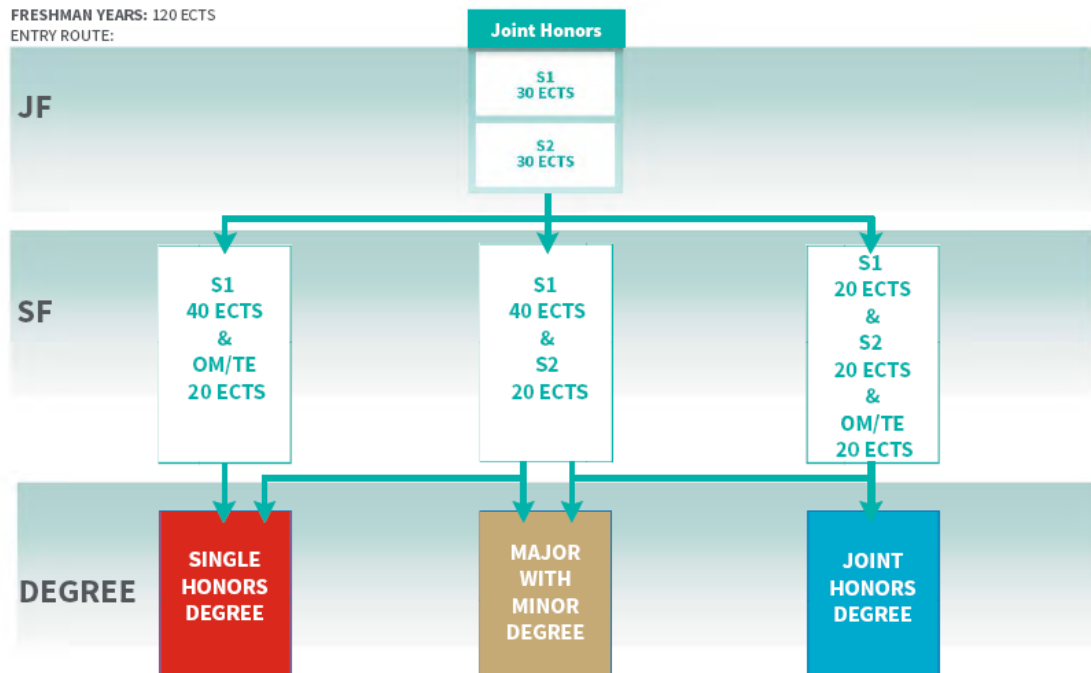 FRESHMAN YEARS: 120 ECTS
ENTRY ROUTE:
Joint Honors
JF
S1
30 ECTS
S2
30 ECTS
SF
S1
40 ECTS
&
OM/TE
20 ECTS
S1
40 ECTS
&
S2
20 ECTS
S1
20 ECTS
&
S2
20 ECTS
&
OM/TE
20 ECTS
DEGREE
SINGLE
HONORS
DEGREE
MAJOR
WITH
MINOR
DEGREE
JOINT
HONORS
DEGREE